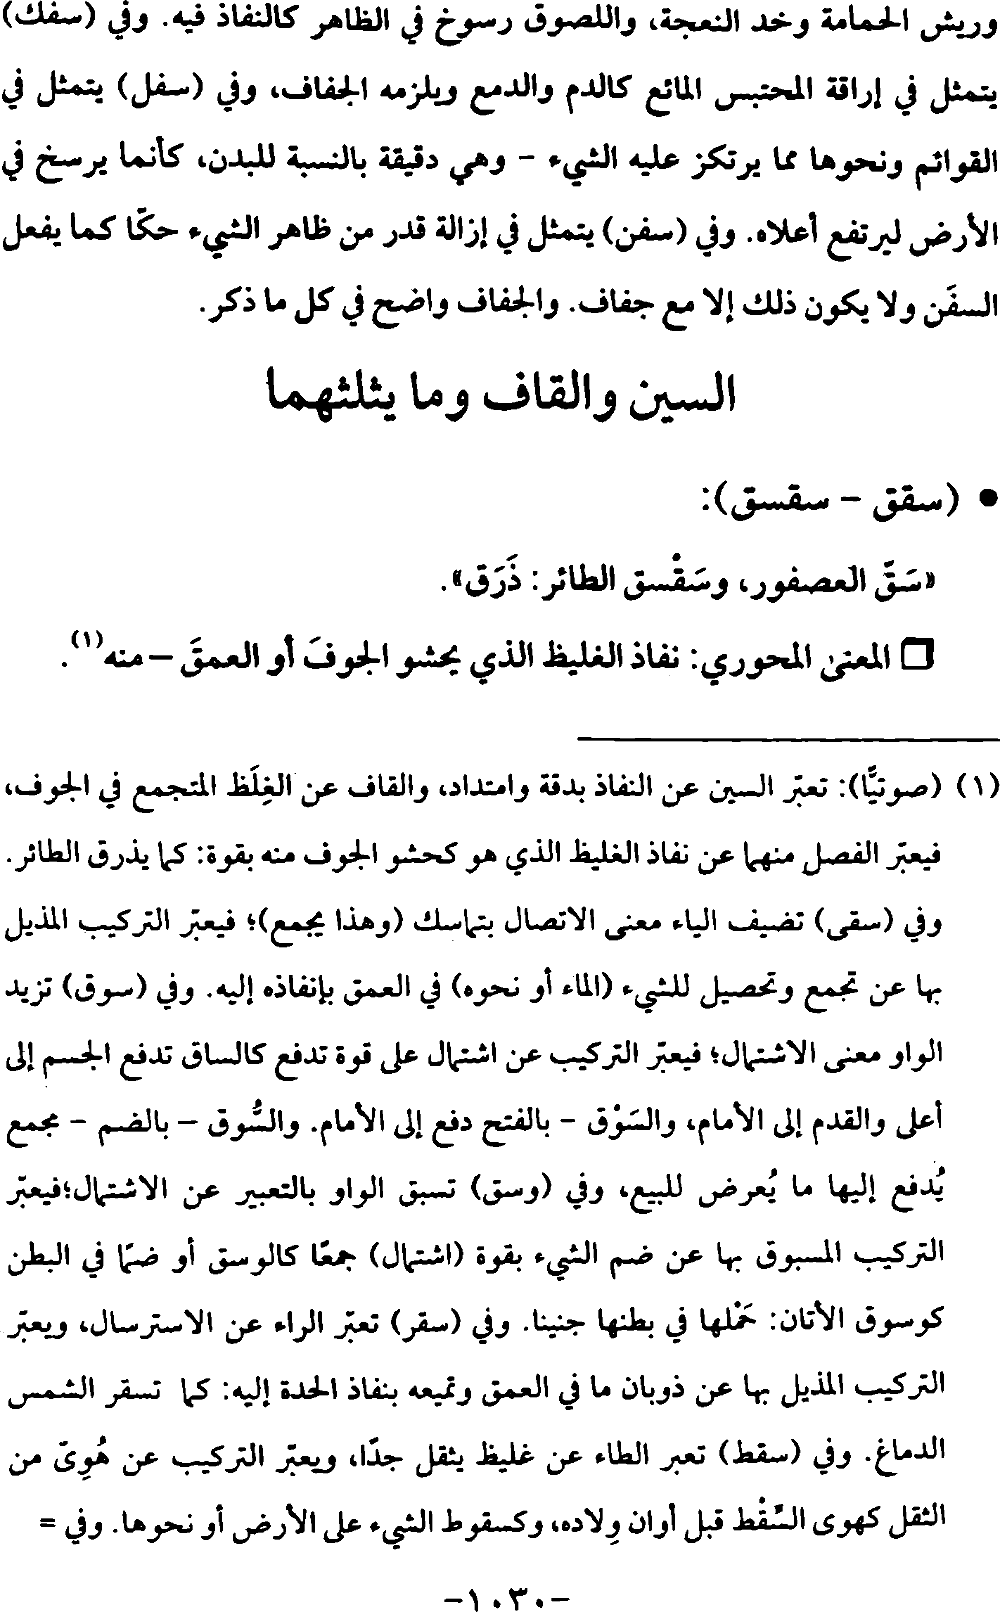 وريش الحمامة وخد النعجة، واللصوق رسوخ في الظاهر كالنفاذ فيه. وفي (سفك)
يتمثل في إراقة المحتبس المائع كالدم والدمع ويلزمه الجفاف، وفي (سفل) يتمثل في
القوائم ونحوها مما يرتكز عليه الشيء - وهي دقيقة بالنسبة للبدن، كأنما يرسخ في
الأرض ليرتفع أعلاه. وفي (سفن) يتمثل في إزالة قدر من ظاهر الشيء حكّا كما يفعل
السفَن ولا يكون ذلك إلا مع جفاف. والجفاف واضح في كل ما ذكر.
السين والقاف وما يثلثهما
• (سقق - سقسق):
«سَقّ العصفور، وسَقْسق الطائر: ذَرَق».
❒ المعنى المحوري: نفاذ الغليظ الذي يحشو الجوفَ أو العمقَ – منه(١).
(١) (صوتيًّا): تعبّر السين عن النفاذ بدقة وامتداد، والقاف عن الغِلَظ المتجمع في الجوف،
فيعبّر الفصل منهما عن نفاذ الغليظ الذي هو كحشو الجوف منه بقوة: كما يذرق الطائر.
وفي (سقى) تضيف الياء معنى الاتصال بتماسك (وهذا يجمع)؛ فيعبّر التركيب المذيل
بها عن تجمع وتحصيل للشيء (الماء أو نحوه) في العمق بإنفاذه إليه. وفي (سوق) تزيد
الواو معنى الاشتمال؛ فيعبّر التركيب عن اشتمال على قوة تدفع كالساق تدفع الجسم إلى
أعلى والقدم إلى الأمام، والسَوْق - بالفتح دفع إلى الأمام. والسُّوق – بالضم - مجمع
يُدفع إليها ما يُعرض للبيع، وفي (وسق) تسبق الواو بالتعبير عن الاشتمال؛فيعبّر
التركيب المسبوق بها عن ضم الشيء بقوة (اشتمال) جمعًا كالوسق أو ضمًا في البطن
كوسوق الأتان: حَمْلها في بطنها جنينا. وفي (سقر) تعبّر الراء عن الاسترسال، ويعبّر
التركيب المذيل بها عن ذوبان ما في العمق وتميعه بنفاذ الحدة إليه: كما تسقر الشمس
الدماغ. وفي (سقط) تعبر الطاء عن غليظ يثقل جدّا، ويعبّر التركيب عن هُوِىّ من
الثقل كهوى السِّقْط قبل أوان وِلاده، وكسقوط الشيء على الأرض أو نحوها. وفي =
-١٠٣٠-